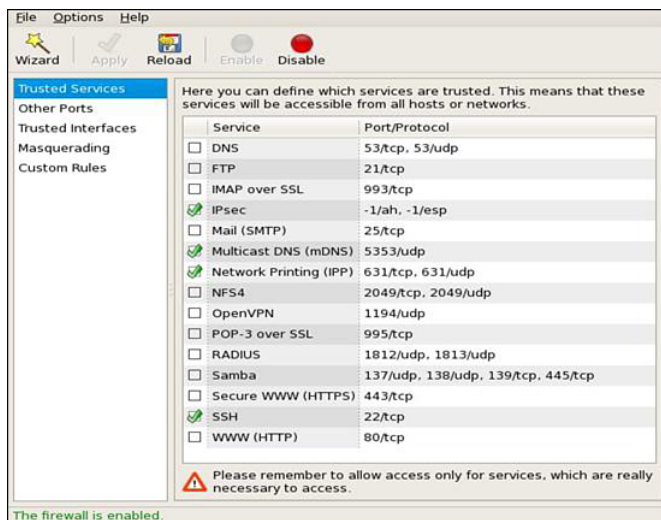 File Options Help
Wizard Apply Reload Enable Disable
Trusted Services
Other Ports
Trusted Interfaces
Masquerading
Custom Rules
Here you can define which services are trusted. This means that these
services will be accessible from all hosts or networks.
Service Port/Protocol
DNS 53/tcp, 53/udp
FTP 21/tcp
IMAP over SSL 993/tcp
IPsec -1/ah, -1/esp
Mail (SMTP) 25/tcp
Multicast DNS (mDNS) 5353/udp
Network Printing (IPP) 631/tcp, 631/udp
NFS4 2049/tcp, 2049/udp
OpenVPN 1194/udp
POP-3 over SSL 995/tcp
RADIUS 1812/udp, 1813/udp
Samba 137/udp, 138/udp, 139/tcp, 445/tcp
Secure WWW (HTTPS) 443/tcp
SSH 22/tcp
WWW (HTTP) 80/tcp
Please remember to allow access only for services, which are really
necessary to access.
The firewall is enabled.